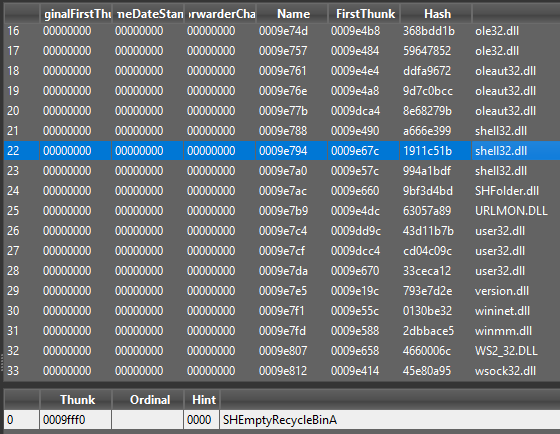 ginalFirstThu meDateStam orwarderCha Name FirstThunk Hash
16 00000000 00000000 00000000 0009e74d 0009e4b8 368bdd1b ole32.dll
17 00000000 00000000 00000000 0009e757 0009e484 59647852 oleaut32.dll
18 00000000 00000000 00000000 0009e761 0009e4e4 ddfa9672 oleaut32.dll
19 00000000 00000000 00000000 0009e76e 0009e4a8 9d7c0bcc oleaut32.dll
20 00000000 00000000 00000000 0009e77b 0009dca4 8e68279b oleaut32.dll
21 00000000 00000000 00000000 0009e788 0009e490 a666e399 shell32.dll
22 00000000 00000000 00000000 0009e794 0009e67c 1911c51b shell32.dll
23 00000000 00000000 00000000 0009e7a0 0009e57c 994a1bdf shell32.dll
24 00000000 00000000 00000000 0009e7ac 0009e660 9bf3d4bd SHFolder.dll
25 00000000 00000000 00000000 0009e7b9 0009e4dc 63057a89 URLMON.DLL
26 00000000 00000000 00000000 0009e7c4 0009dd9c 43d11b7b user32.dll
27 00000000 00000000 00000000 0009e7cf 0009dcc4 cd04c09c user32.dll
28 00000000 00000000 00000000 0009e7da 0009e670 33ceca12 user32.dll
29 00000000 00000000 00000000 0009e7e5 0009e19c 793e7d2e version.dll
30 00000000 00000000 00000000 0009e7f1 0009e55c 0130be32 wininet.dll
31 00000000 00000000 00000000 0009e7fd 0009e588 2dbbace5 winmm.dll
32 00000000 00000000 00000000 0009e807 0009e658 4660006c WS2_32.DLL
33 00000000 00000000 00000000 0009e812 0009e414 45e80a95 wsock32.dll
Thunk Ordinal Hint
0 0009fff0 0000 SHEmptyRecycleBinA